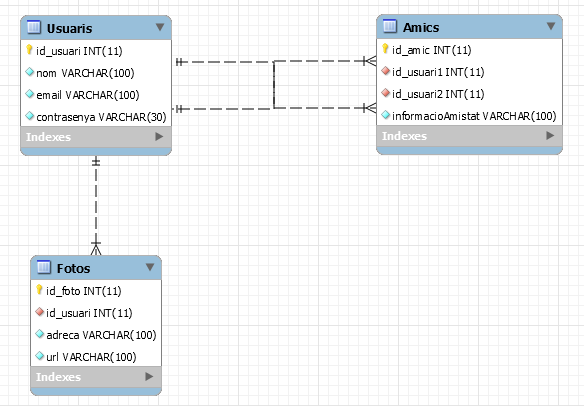 Usuaris
id_usuari INT(11)
nom VARCHAR(100)
email VARCHAR(100)
contrasenya VARCHAR(30)
Indexes
Amics
id_amic INT(11)
id_usuari1 INT(11)
id_usuari2 INT(11)
informacioAmistat VARCHAR(100)
Indexes
Fotos
id_foto INT(11)
id_usuari INT(11)
adreca VARCHAR(100)
url VARCHAR(100)
Indexes